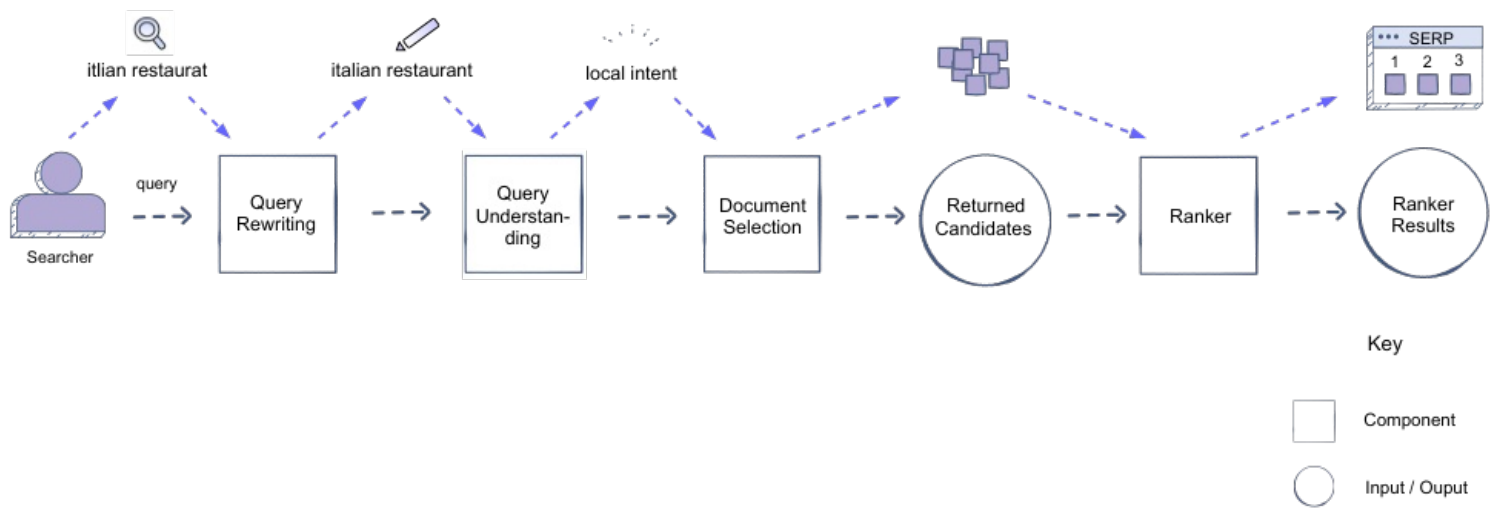 itlian restaurat
italian restaurant
local intent
SERP
1 2 3
query
Searcher
Query
Rewriting
Query
Understan-
ding
Document
Selection
Returned
Candidates
Ranker
Ranker
Results
Key
Component
Input / Ouput